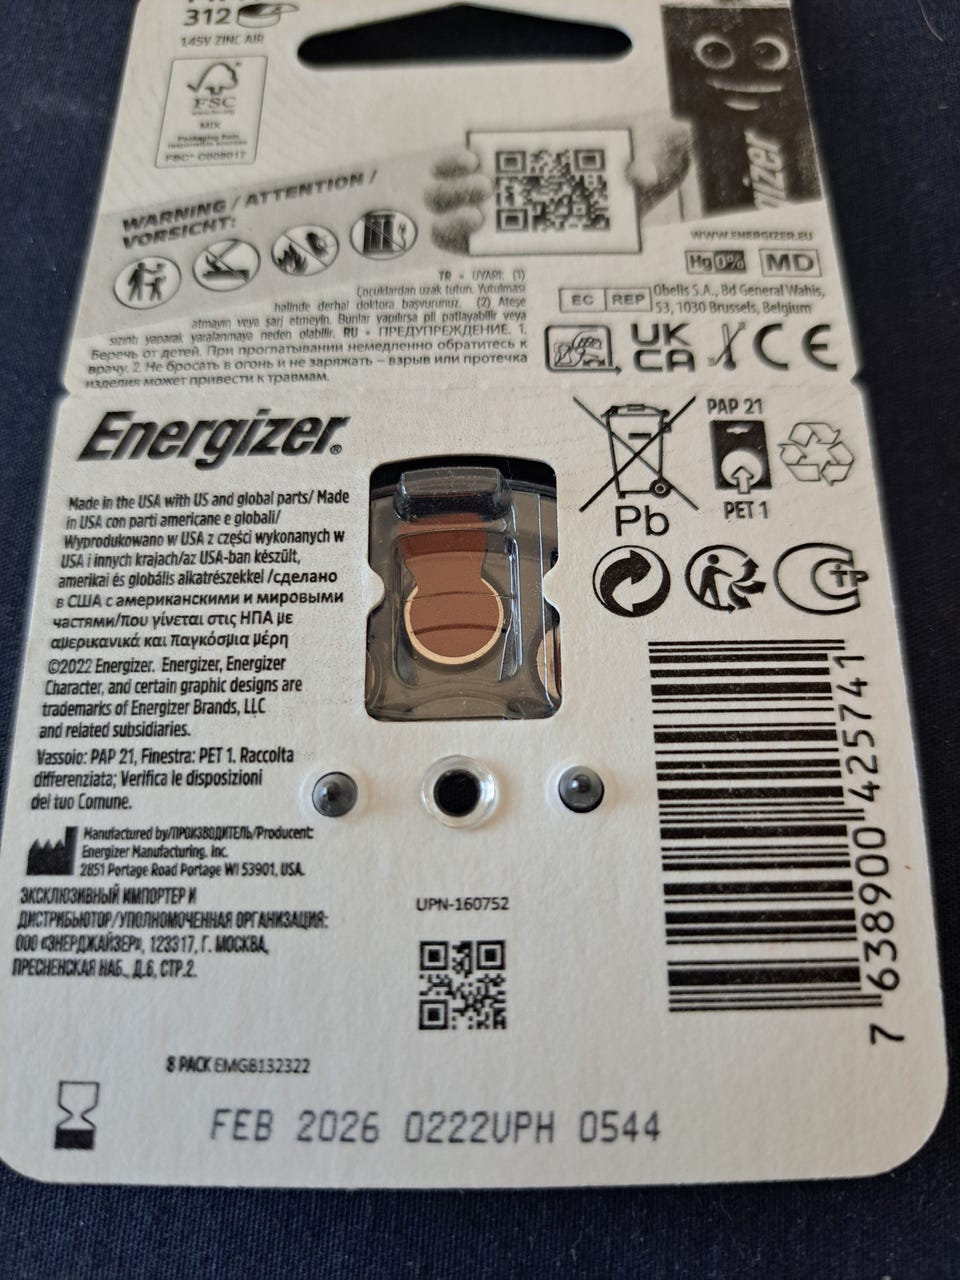 312
1.45V ZINC AIR
FSC
MIX
Packaging from
responsible sources
FSC® C009017
WARNING / ATTENTION /
VORSICHT:
WWW.ENERGIZER.EU
Hg 0% MD
EC REP Obelis S.A., Bd General Wahis,
53, 1030 Brussels, Belgium
UK
CA
CE
TR • UYARI: (1)
Çocuklardan uzak tutun. Yutulması
halinde derhal doktora başvurunuz. (2) Ateşe
atmayın veya şarj etmeyin. Bunlar yapılırsa pil patlayabilir veya
sızıntı yaparak yaralanmaya neden olabilir. RU • ПРЕДУПРЕЖДЕНИЕ. 1.
Беречь от детей. При проглатывании немедленно обратитесь к
врачу. 2. Не бросать в огонь и не заряжать – взрыв или протечка
изделия может привести к травмам.
Energizer®
PAP 21
PET 1
Pb
Made in the USA with US and global parts/ Made
in USA con parti americane e globali/
Wyprodukowano w USA z części wykonanych w
USA i innych krajach/az USA-ban készült,
amerikai és globális alkatrészekkel /сделано
в США с американскими и мировыми
частями/που γίνεται στις ΗΠΑ με
αμερικανικά και παγκόσμια μέρη
©2022 Energizer. Energizer, Energizer
Character, and certain graphic designs are
trademarks of Energizer Brands, LLC
and related subsidiaries.
Vassoio: PAP 21, Finestra: PET 1. Raccolta
differenziata; Verifica le disposizioni
del tuo Comune.
Manufactured by/ПРОИЗВОДИТЕЛЬ/Producent:
Energizer Manufacturing, Inc.
2851 Portage Road Portage WI 53901, USA.
ЭКСКЛЮЗИВНЫЙ ИМПОРТЕР И
ДИСТРИБЬЮТОР/УПОЛНОМОЧЕННАЯ ОРГАНИЗАЦИЯ:
ООО «ЭНЕРДЖАЙЗЕР», 123317, Г. МОСКВА,
ПРЕСНЕНСКАЯ НАБ., Д.6, СТР.2.
UPN-160752
7 638900 425741
8 PACK EMGB132322
FEB 2026 0222UPH 0544